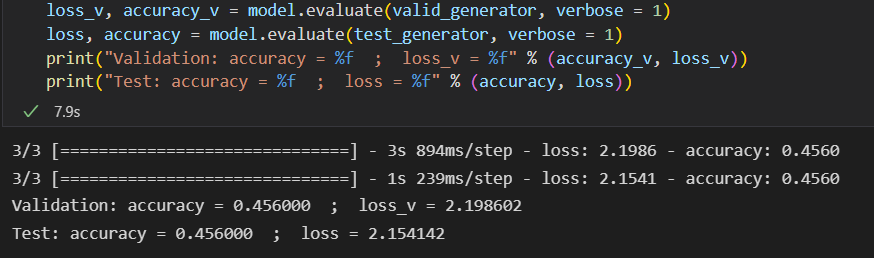 loss_v, accuracy_v = model.evaluate(valid_generator, verbose = 1)
loss, accuracy = model.evaluate(test_generator, verbose = 1)
print("Validation: accuracy = %f  ;  loss_v = %f" % (accuracy_v, loss_v))
print("Test: accuracy = %f  ;  loss = %f" % (accuracy, loss))
✓ 7.9s
3/3 [==============================] - 3s 894ms/step - loss: 2.1986 - accuracy: 0.4560
3/3 [==============================] - 1s 239ms/step - loss: 2.1541 - accuracy: 0.4560
Validation: accuracy = 0.456000  ;  loss_v = 2.198602
Test: accuracy = 0.456000  ;  loss = 2.154142